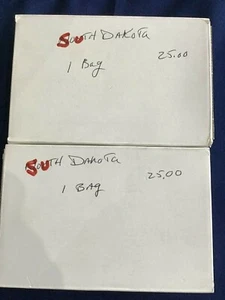 SOUTH DAKOTA
1 Bag 25.00
SOUTH DAKOTA
1 BAG 25.00